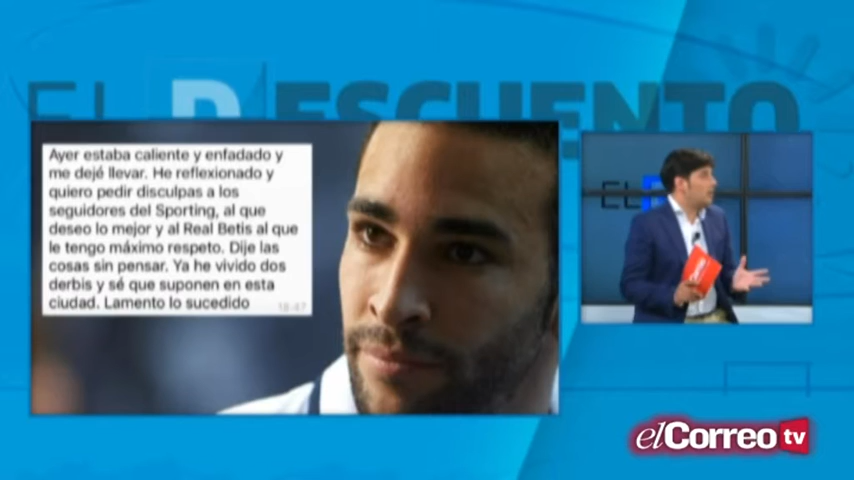 EL DESCUENTO
Ayer estaba caliente y enfadado y
me dejé llevar. He reflexionado y
quiero pedir disculpas a los
seguidores del Sporting, al que
deseo lo mejor y al Real Betis al que
le tengo máximo respeto. Dije las
cosas sin pensar. Ya he vivido dos
derbis y sé que suponen en esta
ciudad. Lamento lo sucedido
18:47
EL D
elCorreo tv